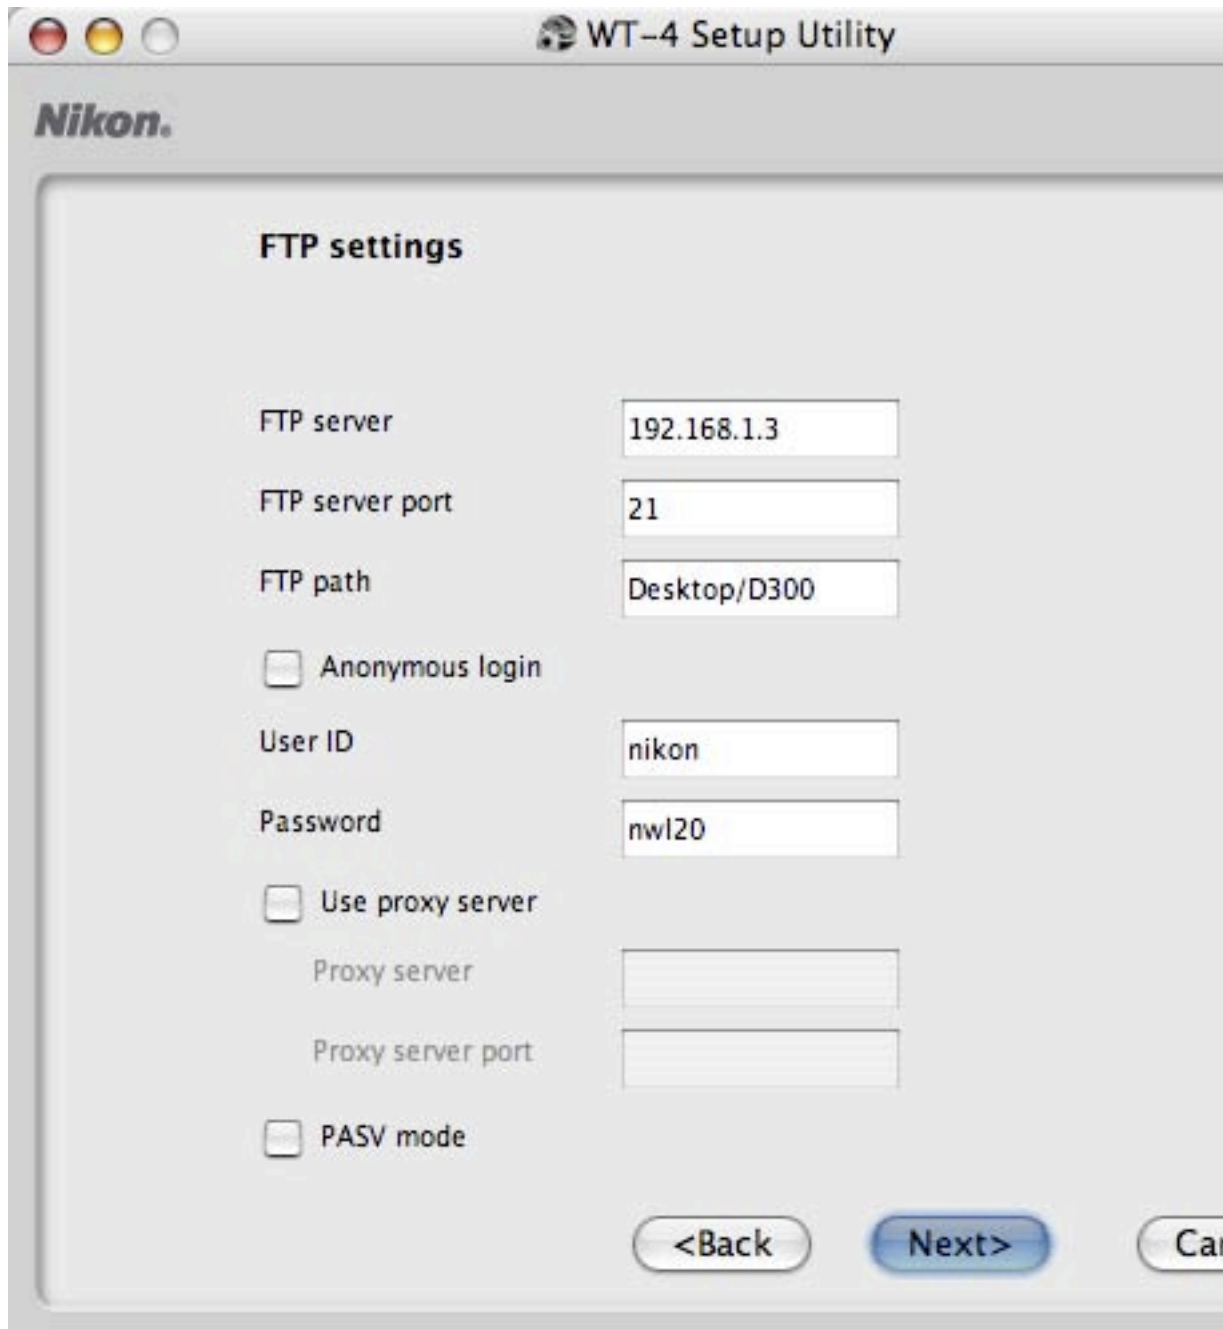 WT-4 Setup Utility
Nikon®
FTP settings
FTP server 192.168.1.3
FTP server port 21
FTP path Desktop/D300
Anonymous login
User ID nikon
Password nwl20
Use proxy server
Proxy server
Proxy server port
PASV mode
<Back Next>